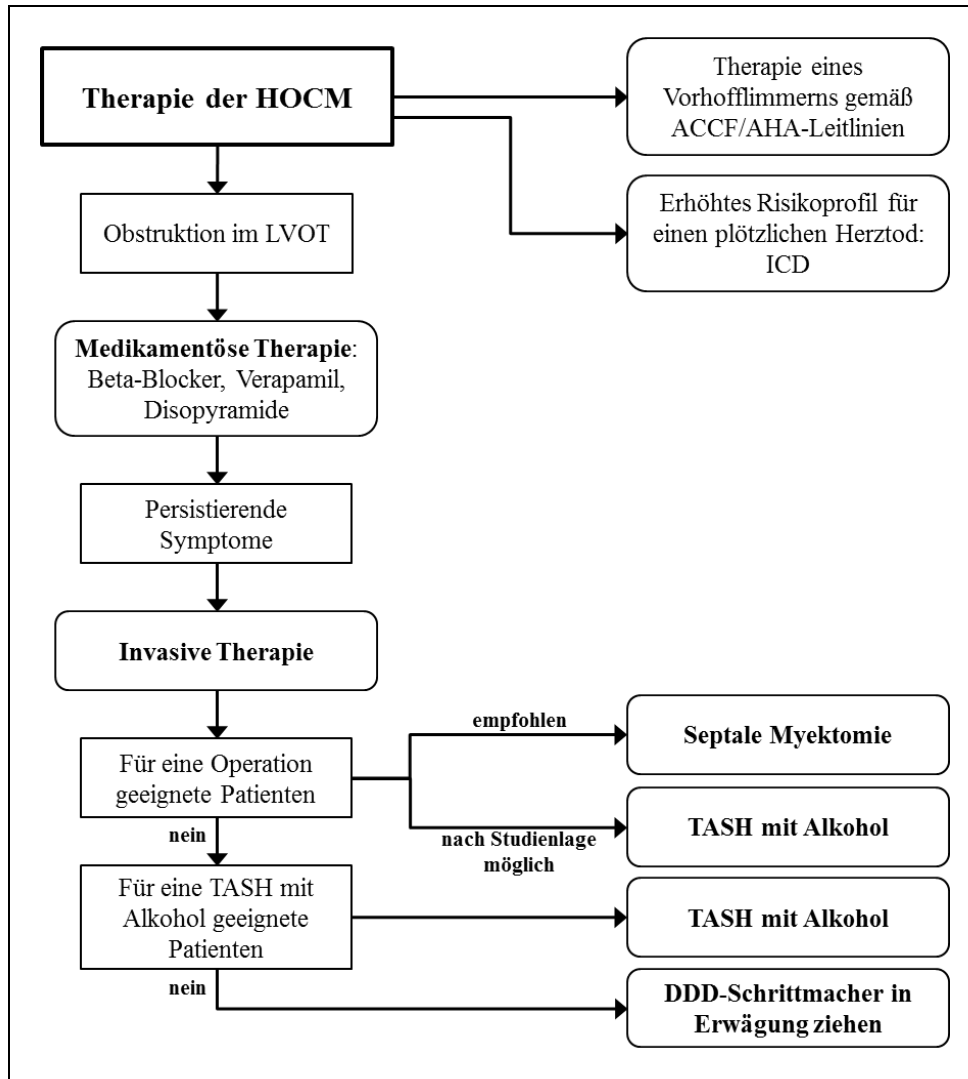 Therapie der HOCM
Therapie eines
Vorhofflimmerns gemäß
ACCF/AHA-Leitlinien
Erhöhtes Risikoprofil für
einen plötzlichen Herztod:
ICD
Obstruktion im LVOT
Medikamentöse Therapie:
Beta-Blocker, Verapamil,
Disopyramide
Persistierende
Symptome
Invasive Therapie
Für eine Operation
geeignete Patienten
empfohlen
Septale Myektomie
nach Studienlage
möglich
TASH mit Alkohol
nein
Für eine TASH mit
Alkohol geeignete
Patienten
TASH mit Alkohol
nein
DDD-Schrittmacher in
Erwägung ziehen